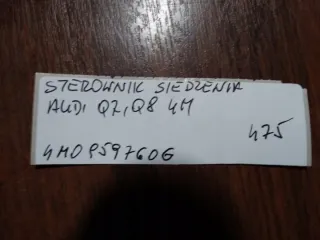 STEROWNIK SIEDZENIA
AUDI Q7, Q8 4M
475
4M0959760G